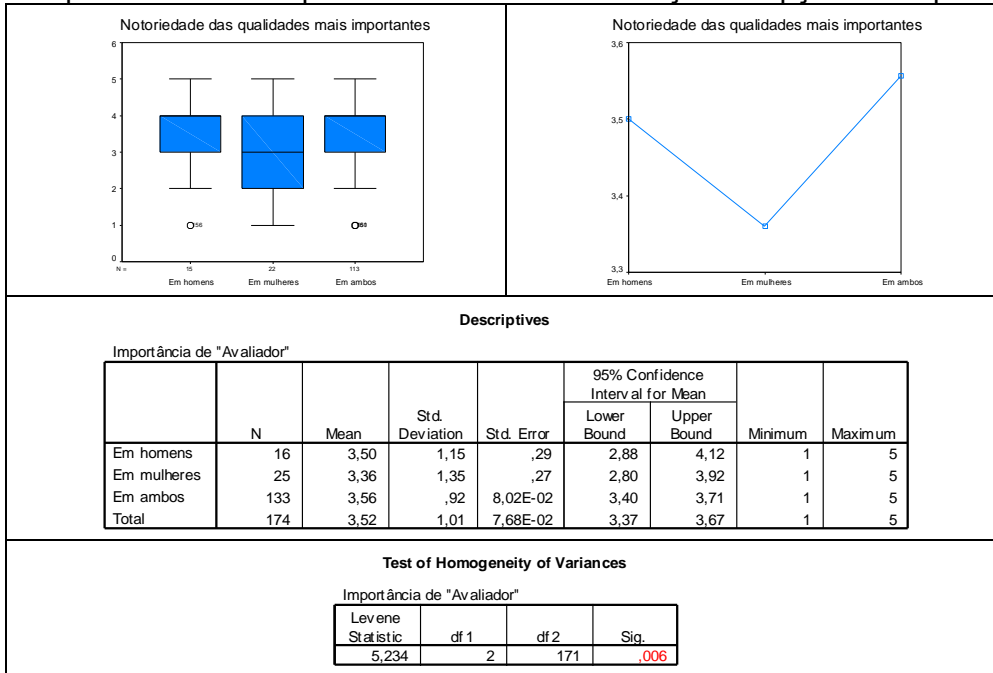 Notoriedade das qualidades mais importantes
6
5
4
3
2
1
0
56
N =
15
22
113
Em homens
Em mulheres
Em ambos
Notoriedade das qualidades mais importantes
3,6
3,5
3,4
3,3
Em homens
Em mulheres
Em ambos
Descriptives
Importância de "Avaliador"
N Mean Std. Deviation Std. Error 95% Confidence Interval for Mean Lower Bound Upper Bound Minimum Maximum
Em homens 16 3,50 1,15 ,29 2,88 4,12 1 5
Em mulheres 25 3,36 1,35 ,27 2,80 3,92 1 5
Em ambos 133 3,56 ,92 8,02E-02 3,40 3,71 1 5
Total 174 3,52 1,01 7,68E-02 3,37 3,67 1 5
Test of Homogeneity of Variances
Importância de "Avaliador"
Levene Statistic df1 df2 Sig.
5,234 2 171 ,006